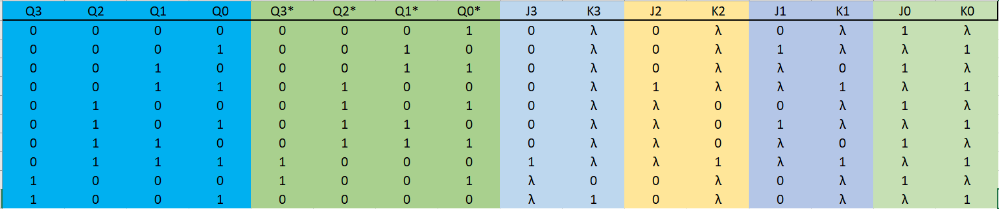 Q3 Q2 Q1 Q0 Q3* Q2* Q1* Q0* J3 K3 J2 K2 J1 K1 J0 K0
0 0 0 0 0 0 0 1 0 λ 0 λ 0 λ 1 λ
0 0 0 1 0 0 1 0 0 λ 0 λ 1 λ λ 1
0 0 1 0 0 0 1 1 0 λ 0 λ λ 0 1 λ
0 0 1 1 0 1 0 0 0 λ 1 λ λ 1 λ 1
0 1 0 0 0 1 0 1 0 λ λ 0 0 λ 1 λ
0 1 0 1 0 1 1 0 0 λ λ 0 1 λ λ 1
0 1 1 0 0 1 1 1 0 λ λ 0 λ 0 1 λ
0 1 1 1 1 0 0 0 1 λ λ 1 λ 1 λ 1
1 0 0 0 1 0 0 1 λ 0 0 λ 0 λ 1 λ
1 0 0 1 0 0 0 0 λ 1 0 λ 0 λ λ 1